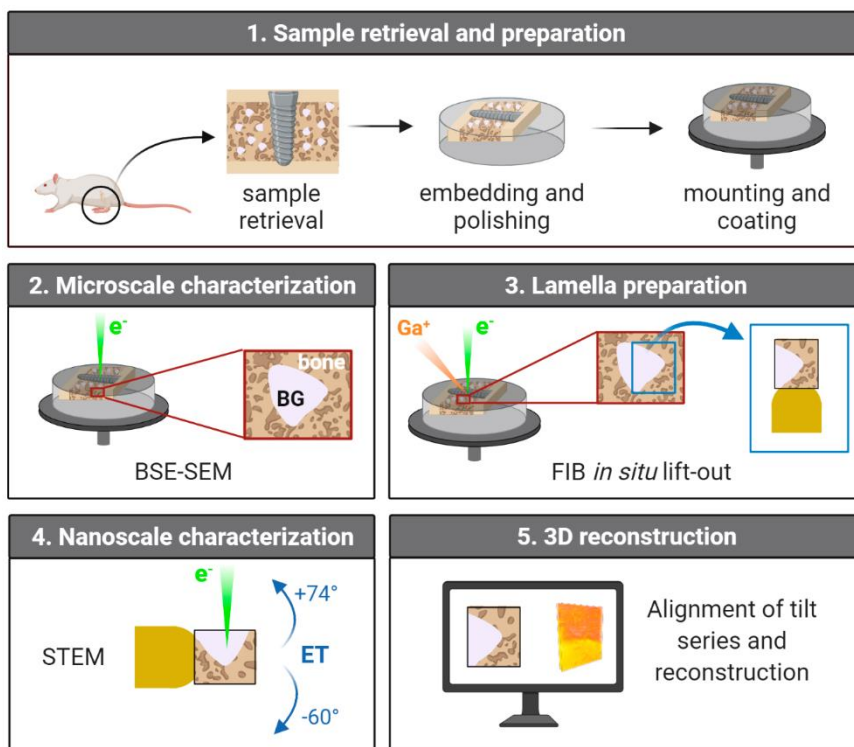 1. Sample retrieval and preparation
sample
retrieval
embedding and
polishing
mounting and
coating
2. Microscale characterization
e⁻
bone
BG
BSE-SEM
3. Lamella preparation
Ga⁺
e⁻
FIB in situ lift-out
4. Nanoscale characterization
e⁻
+74°
STEM
ET
-60°
5. 3D reconstruction
Alignment of tilt
series and
reconstruction